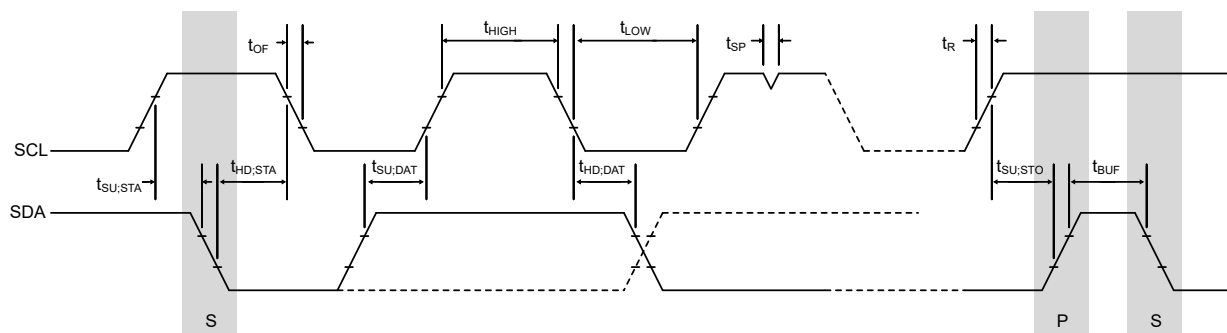 tOF
tHIGH
tLOW
tSP
tR
SCL
tSU;STA
tHD;STA
tSU;DAT
tHD;DAT
tSU;STO
tBUF
SDA
S
P
S